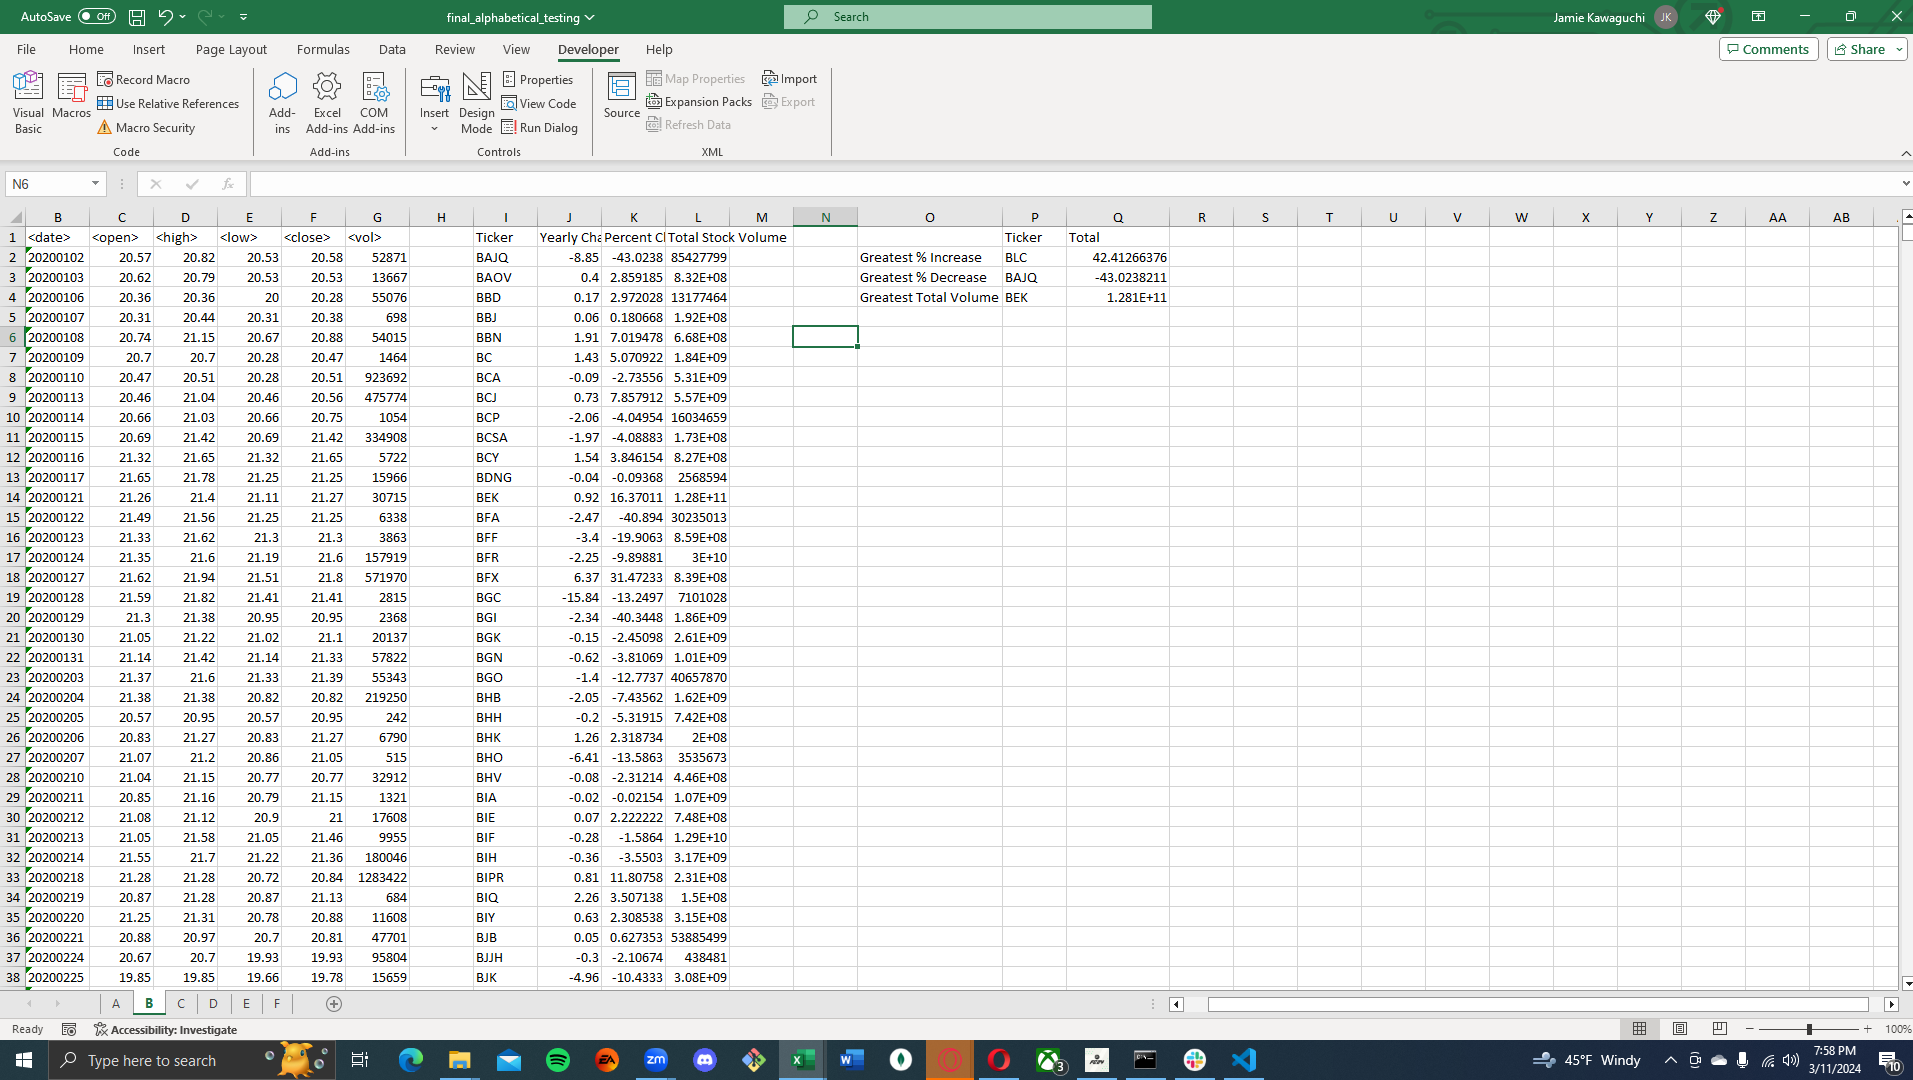 AutoSave Off final_alphabetical_testing Search Jamie Kawaguchi JK
File Home Insert Page Layout Formulas Data Review View Developer Help Comments Share
Visual Basic
Macros
Record Macro
Use Relative References
Macro Security
Code
Add-ins
Excel Add-ins
COM Add-ins
Add-ins
Insert
Design Mode
Properties
View Code
Run Dialog
Controls
Source
Map Properties
Expansion Packs
Refresh Data
Import
Export
XML
N6 fx
B C D E F G H I J K L M N O P Q R S T U V W X Y Z AA AB
1 <date> <open> <high> <low> <close> <vol> Ticker Yearly Cha Percent Cl Total Stock Volume Ticker Total
2 20200102 20.57 20.82 20.53 20.58 52871 BAJQ -8.85 -43.0238 85427799 Greatest % Increase BLC 42.41266376
3 20200103 20.62 20.79 20.53 20.53 13667 BAOV 0.4 2.859185 8.32E+08 Greatest % Decrease BAJQ -43.0238211
4 20200106 20.36 20.36 20 20.28 55076 BBD 0.17 2.972028 13177464 Greatest Total Volume BEK 1.281E+11
5 20200107 20.31 20.44 20.31 20.38 698 BBJ 0.06 0.180668 1.92E+08
6 20200108 20.74 21.15 20.67 20.88 54015 BBN 1.91 7.019478 6.68E+08
7 20200109 20.7 20.7 20.28 20.47 1464 BC 1.43 5.070922 1.84E+09
8 20200110 20.47 20.51 20.28 20.51 923692 BCA -0.09 -2.73556 5.31E+09
9 20200113 20.46 21.04 20.46 20.56 475774 BCJ 0.73 7.857912 5.57E+09
10 20200114 20.66 21.03 20.66 20.75 1054 BCP -2.06 -4.04954 16034659
11 20200115 20.69 21.42 20.69 21.42 334908 BCSA -1.97 -4.08883 1.73E+08
12 20200116 21.32 21.65 21.32 21.65 5722 BCY 1.54 3.846154 8.27E+08
13 20200117 21.65 21.78 21.25 21.25 15966 BDNG -0.04 -0.09368 2568594
14 20200121 21.26 21.4 21.11 21.27 30715 BEK 0.92 16.37011 1.28E+11
15 20200122 21.49 21.56 21.25 21.25 6338 BFA -2.47 -40.894 30235013
16 20200123 21.33 21.62 21.3 21.3 3863 BFF -3.4 -19.9063 8.59E+08
17 20200124 21.35 21.6 21.19 21.6 157919 BFR -2.25 -9.89881 3E+10
18 20200127 21.62 21.94 21.51 21.8 571970 BFX 6.37 31.47233 8.39E+08
19 20200128 21.59 21.82 21.41 21.41 2815 BGC -15.84 -13.2497 7101028
20 20200129 21.3 21.38 20.95 20.95 2368 BGI -2.34 -40.3448 1.86E+09
21 20200130 21.05 21.22 21.02 21.1 20137 BGK -0.15 -2.45098 2.61E+09
22 20200131 21.14 21.42 21.14 21.33 57822 BGN -0.62 -3.81069 1.01E+09
23 20200203 21.37 21.6 21.33 21.39 55343 BGO -1.4 -12.7737 40657870
24 20200204 21.38 21.38 20.82 20.82 219250 BHB -2.05 -7.43562 1.62E+09
25 20200205 20.57 20.95 20.57 20.95 242 BHH -0.2 -5.31915 7.42E+08
26 20200206 20.83 21.27 20.83 21.27 6790 BHK 1.26 2.318734 2E+08
27 20200207 21.07 21.2 20.86 21.05 515 BHO -6.41 -13.5863 3535673
28 20200210 21.04 21.15 20.77 20.77 32912 BHV -0.08 -2.31214 4.46E+08
29 20200211 20.85 21.16 20.79 21.15 1321 BIA -0.02 -0.02154 1.07E+09
30 20200212 21.08 21.12 20.9 21 17608 BIE 0.07 2.222222 7.48E+08
31 20200213 21.05 21.58 21.05 21.46 9955 BIF -0.28 -1.5864 1.29E+10
32 20200214 21.55 21.7 21.22 21.36 180046 BIH -0.36 -3.5503 3.17E+09
33 20200218 21.28 21.28 20.72 20.84 1283422 BIPR 0.81 11.80758 2.31E+08
34 20200219 20.87 21.28 20.87 21.13 684 BIQ 2.26 3.507138 1.5E+08
35 20200220 21.25 21.31 20.78 20.88 11608 BIY 0.63 2.308538 3.15E+08
36 20200221 20.88 20.97 20.7 20.81 47701 BJB 0.05 0.627353 53885499
37 20200224 20.67 20.7 19.93 19.93 95804 BJJH -0.3 -2.10674 438481
38 20200225 19.85 19.85 19.66 19.78 15659 BJK -4.96 -10.4333 3.08E+09
A B C D E F
Ready Accessibility: Investigate 100%
Type here to search EA zm 3 45°F Windy 7:58 PM
3/11/2024 10